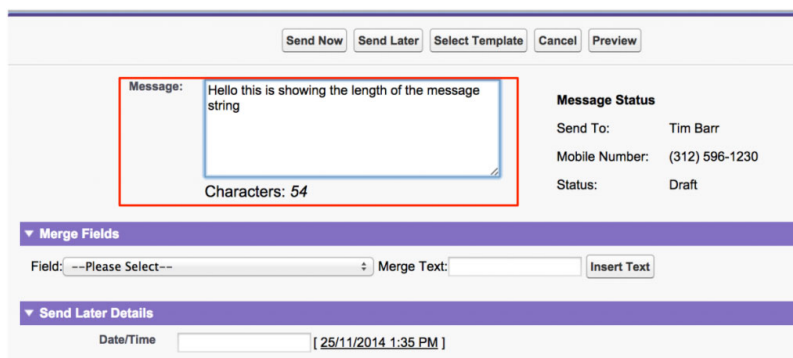 Send Now Send Later Select Template Cancel Preview
Message: Hello this is showing the length of the message
string
Characters: 54
Message Status
Send To: Tim Barr
Mobile Number: (312) 596-1230
Status: Draft
Merge Fields
Field: --Please Select-- Merge Text: Insert Text
Send Later Details
Date/Time [ 25/11/2014 1:35 PM ]